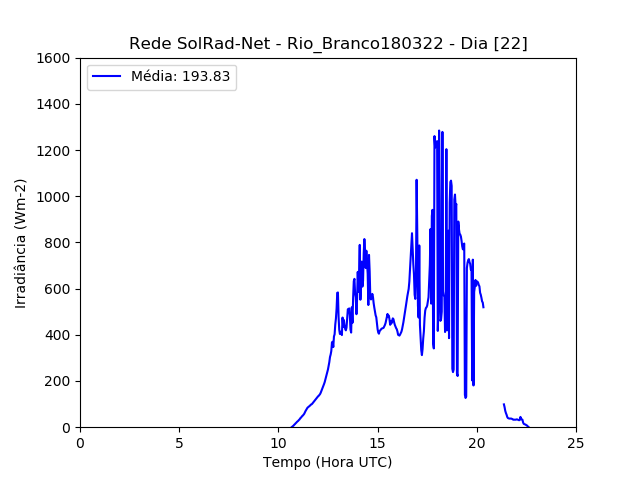 Rede SolRad-Net - Rio_Branco180322 - Dia [22]
Média: 193.83
Irradiância (Wm-2)
1600
1400
1200
1000
800
600
400
200
0
0 5 10 15 20 25
Tempo (Hora UTC)